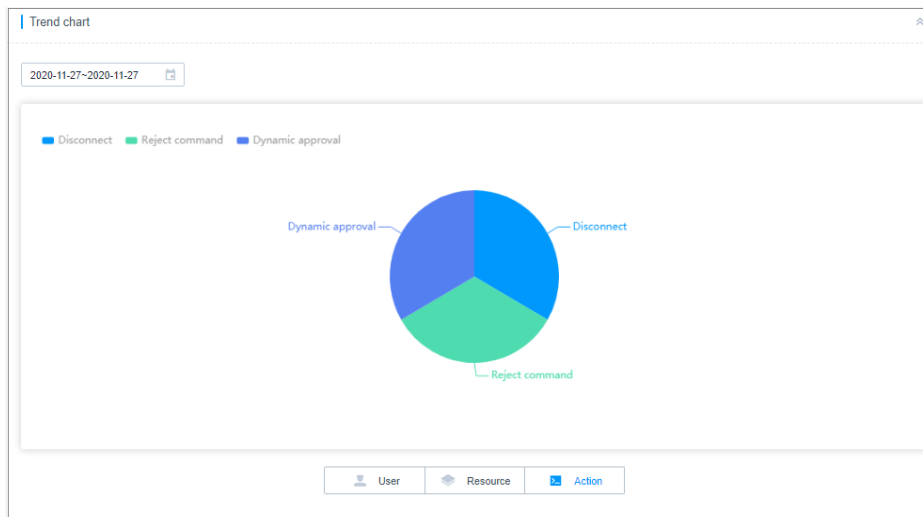 Trend chart
2020-11-27~2020-11-27
Disconnect Reject command Dynamic approval
Dynamic approval Disconnect
Reject command
User Resource Action